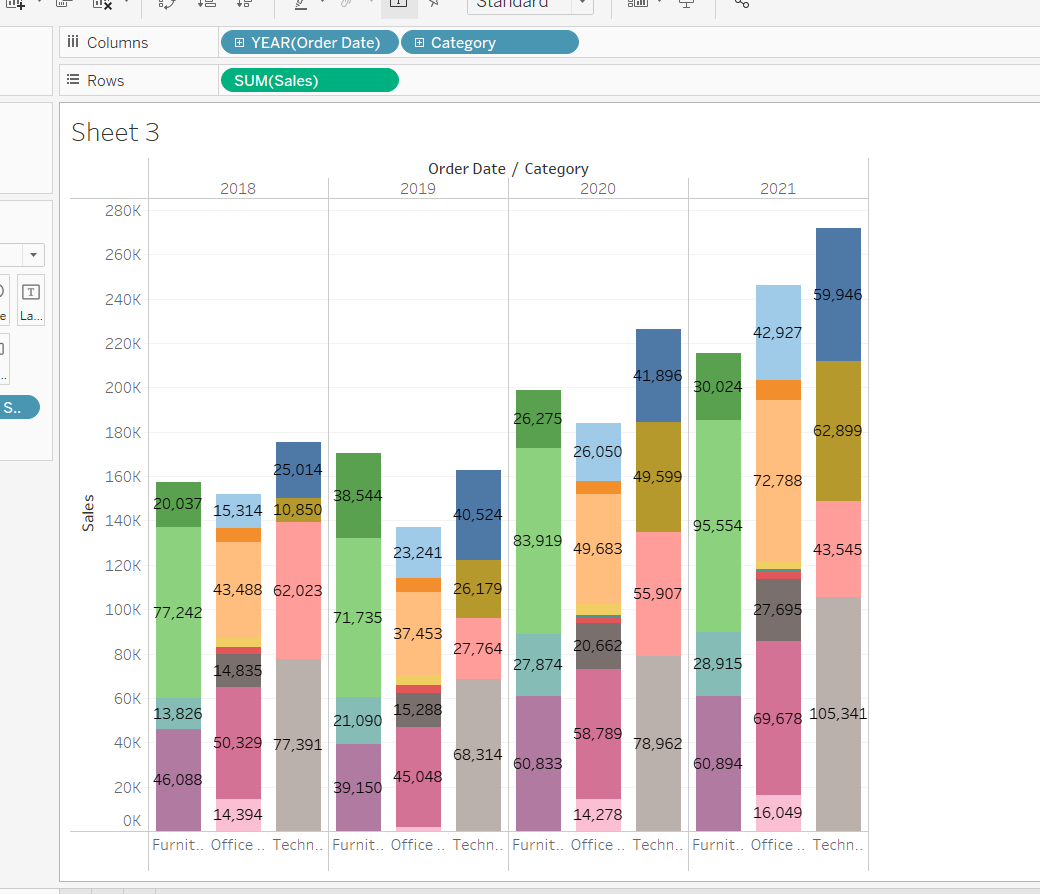 Standard
Columns
YEAR(Order Date)
Category
Rows
SUM(Sales)
Sheet 3
Order Date / Category
2018 2019 2020 2021
280K
260K
240K
220K
200K
180K
160K
140K
120K
100K
80K
60K
40K
20K
0K
Sales
20,037
77,242
13,826
46,088
15,314
43,488
14,835
50,329
14,394
25,014
10,850
62,023
77,391
38,544
71,735
21,090
39,150
23,241
37,453
15,288
45,048
40,524
26,179
27,764
68,314
26,275
83,919
27,874
60,833
26,050
49,683
20,662
58,789
14,278
41,896
49,599
55,907
78,962
30,024
95,554
28,915
60,894
42,927
72,788
27,695
69,678
16,049
59,946
62,899
43,545
105,341
Furnit.. Office .. Techn.. Furnit.. Office .. Techn.. Furnit.. Office .. Techn.. Furnit.. Office .. Techn..
T
e La...
..
S..